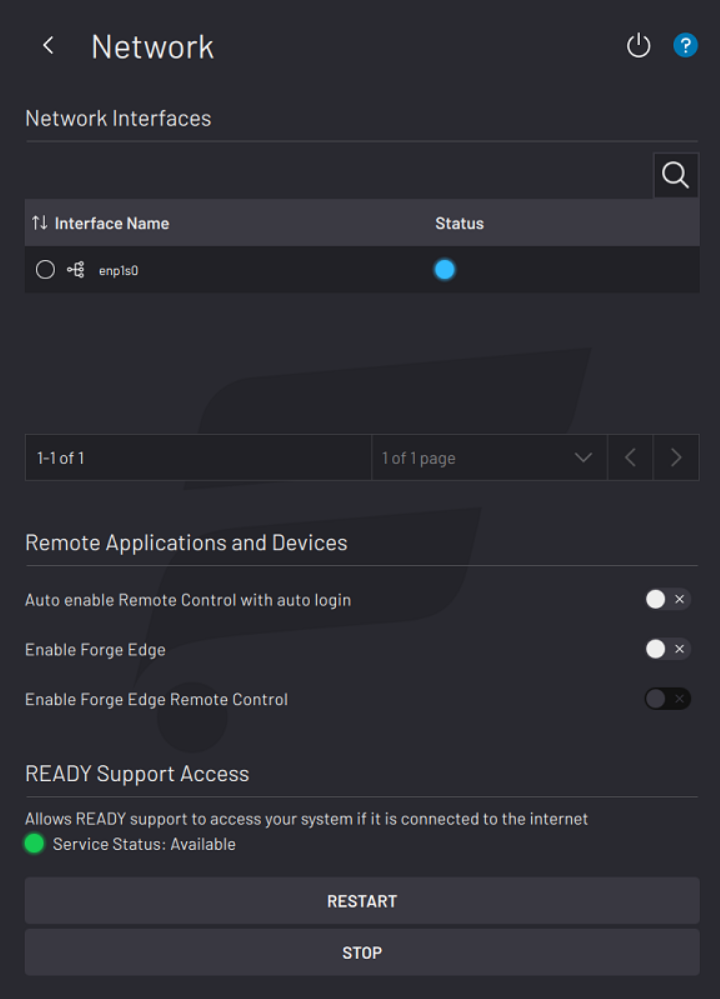 Network
?
Network Interfaces
Interface Name Status
enp1s0
1-1 of 1 1 of 1 page
Remote Applications and Devices
Auto enable Remote Control with auto login
Enable Forge Edge
Enable Forge Edge Remote Control
READY Support Access
Allows READY support to access your system if it is connected to the internet
Service Status: Available
RESTART
STOP